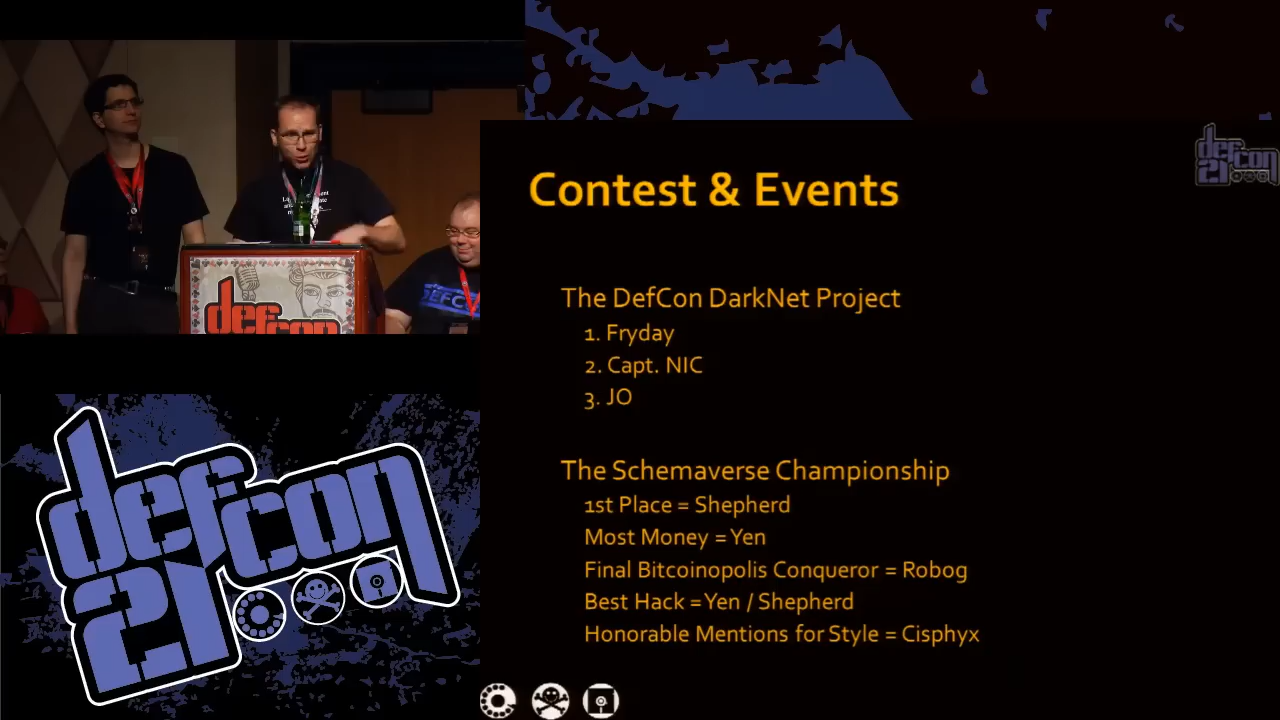 defcon
DEFCO
defcon
21
defcon
21
Contest & Events
The DefCon DarkNet Project
1. Fryday
2. Capt. NIC
3. JO
The Schemaverse Championship
1st Place = Shepherd
Most Money = Yen
Final Bitcoinopolis Conqueror = Robog
Best Hack = Yen / Shepherd
Honorable Mentions for Style = Cisphyx